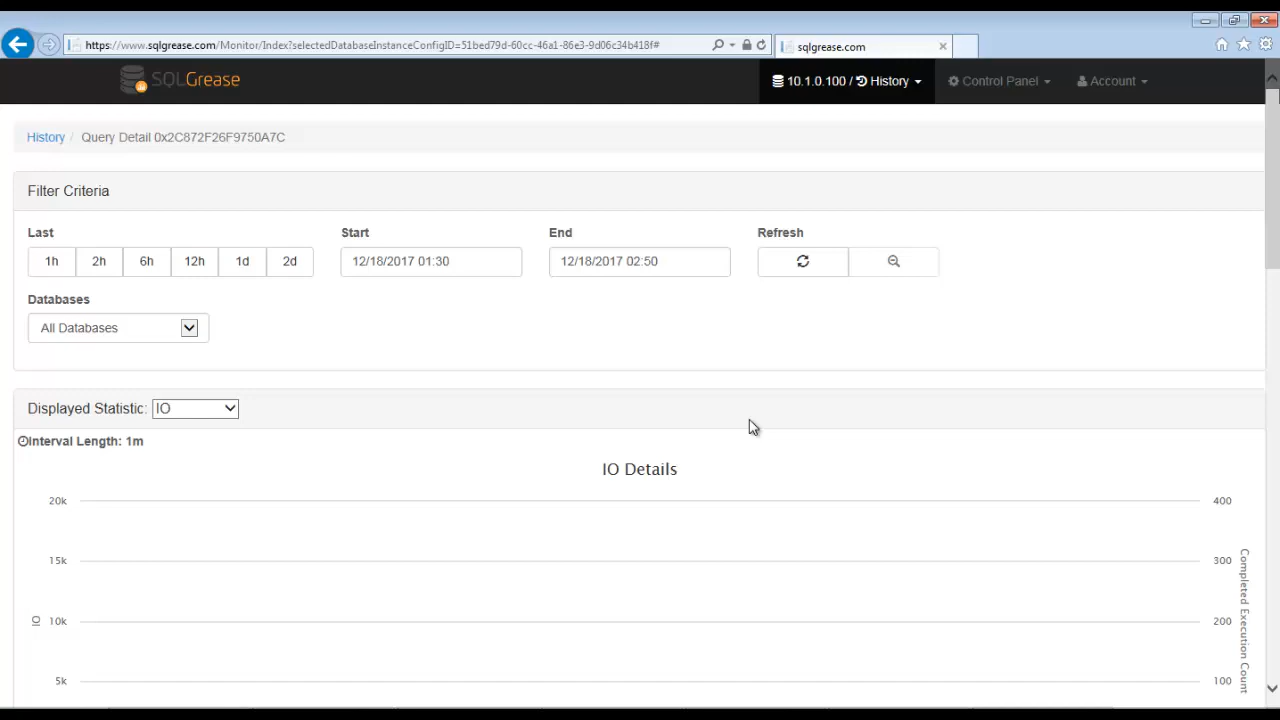 https://www.sqlgrease.com/Monitor/Index?selectedDatabaseInstanceConfigID=51bed79d-60cc-46a1-86e3-9d06c34b418f#
sqlgrease.com
SQLGrease
10.1.0.100 / History
Control Panel
Account
History / Query Detail 0x2C872F26F9750A7C
Filter Criteria
Last
Start
End
Refresh
1h 2h 6h 12h 1d 2d
12/18/2017 01:30
12/18/2017 02:50
Databases
All Databases
Displayed Statistic: IO
Interval Length: 1m
IO Details
20k
15k
10k
5k
IO
400
300
200
100
Completed Execution Count